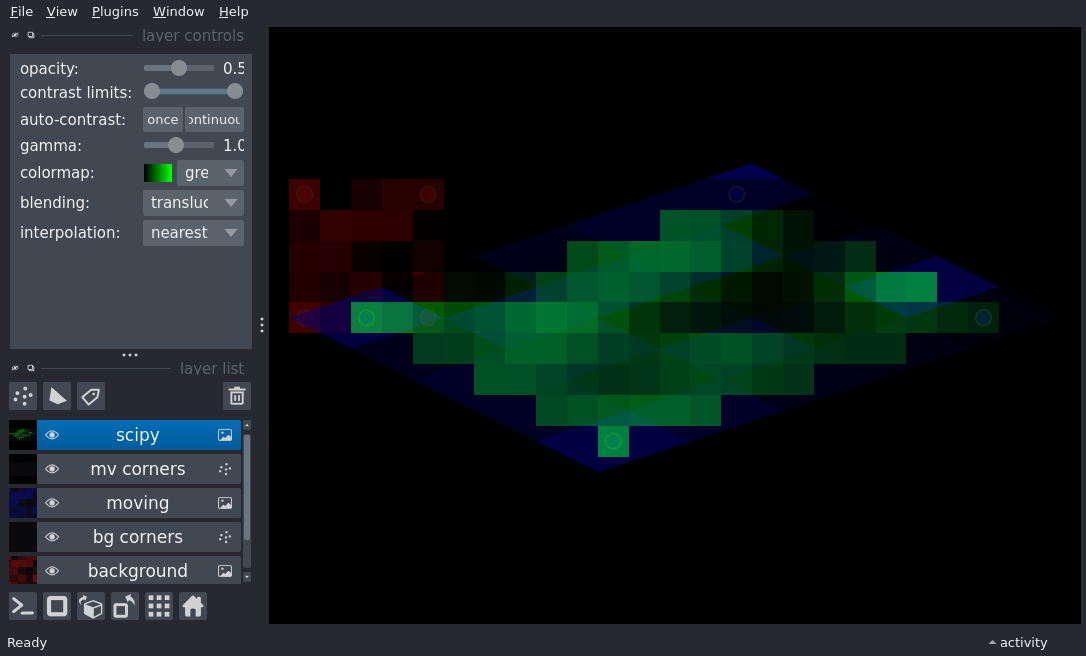 File View Plugins Window Help
layer controls
opacity: 0.5
contrast limits:
auto-contrast: once ontinuou
gamma: 1.0
colormap: gre
blending: transluc
interpolation: nearest
layer list
scipy
mv corners
moving
bg corners
background
Ready
activity